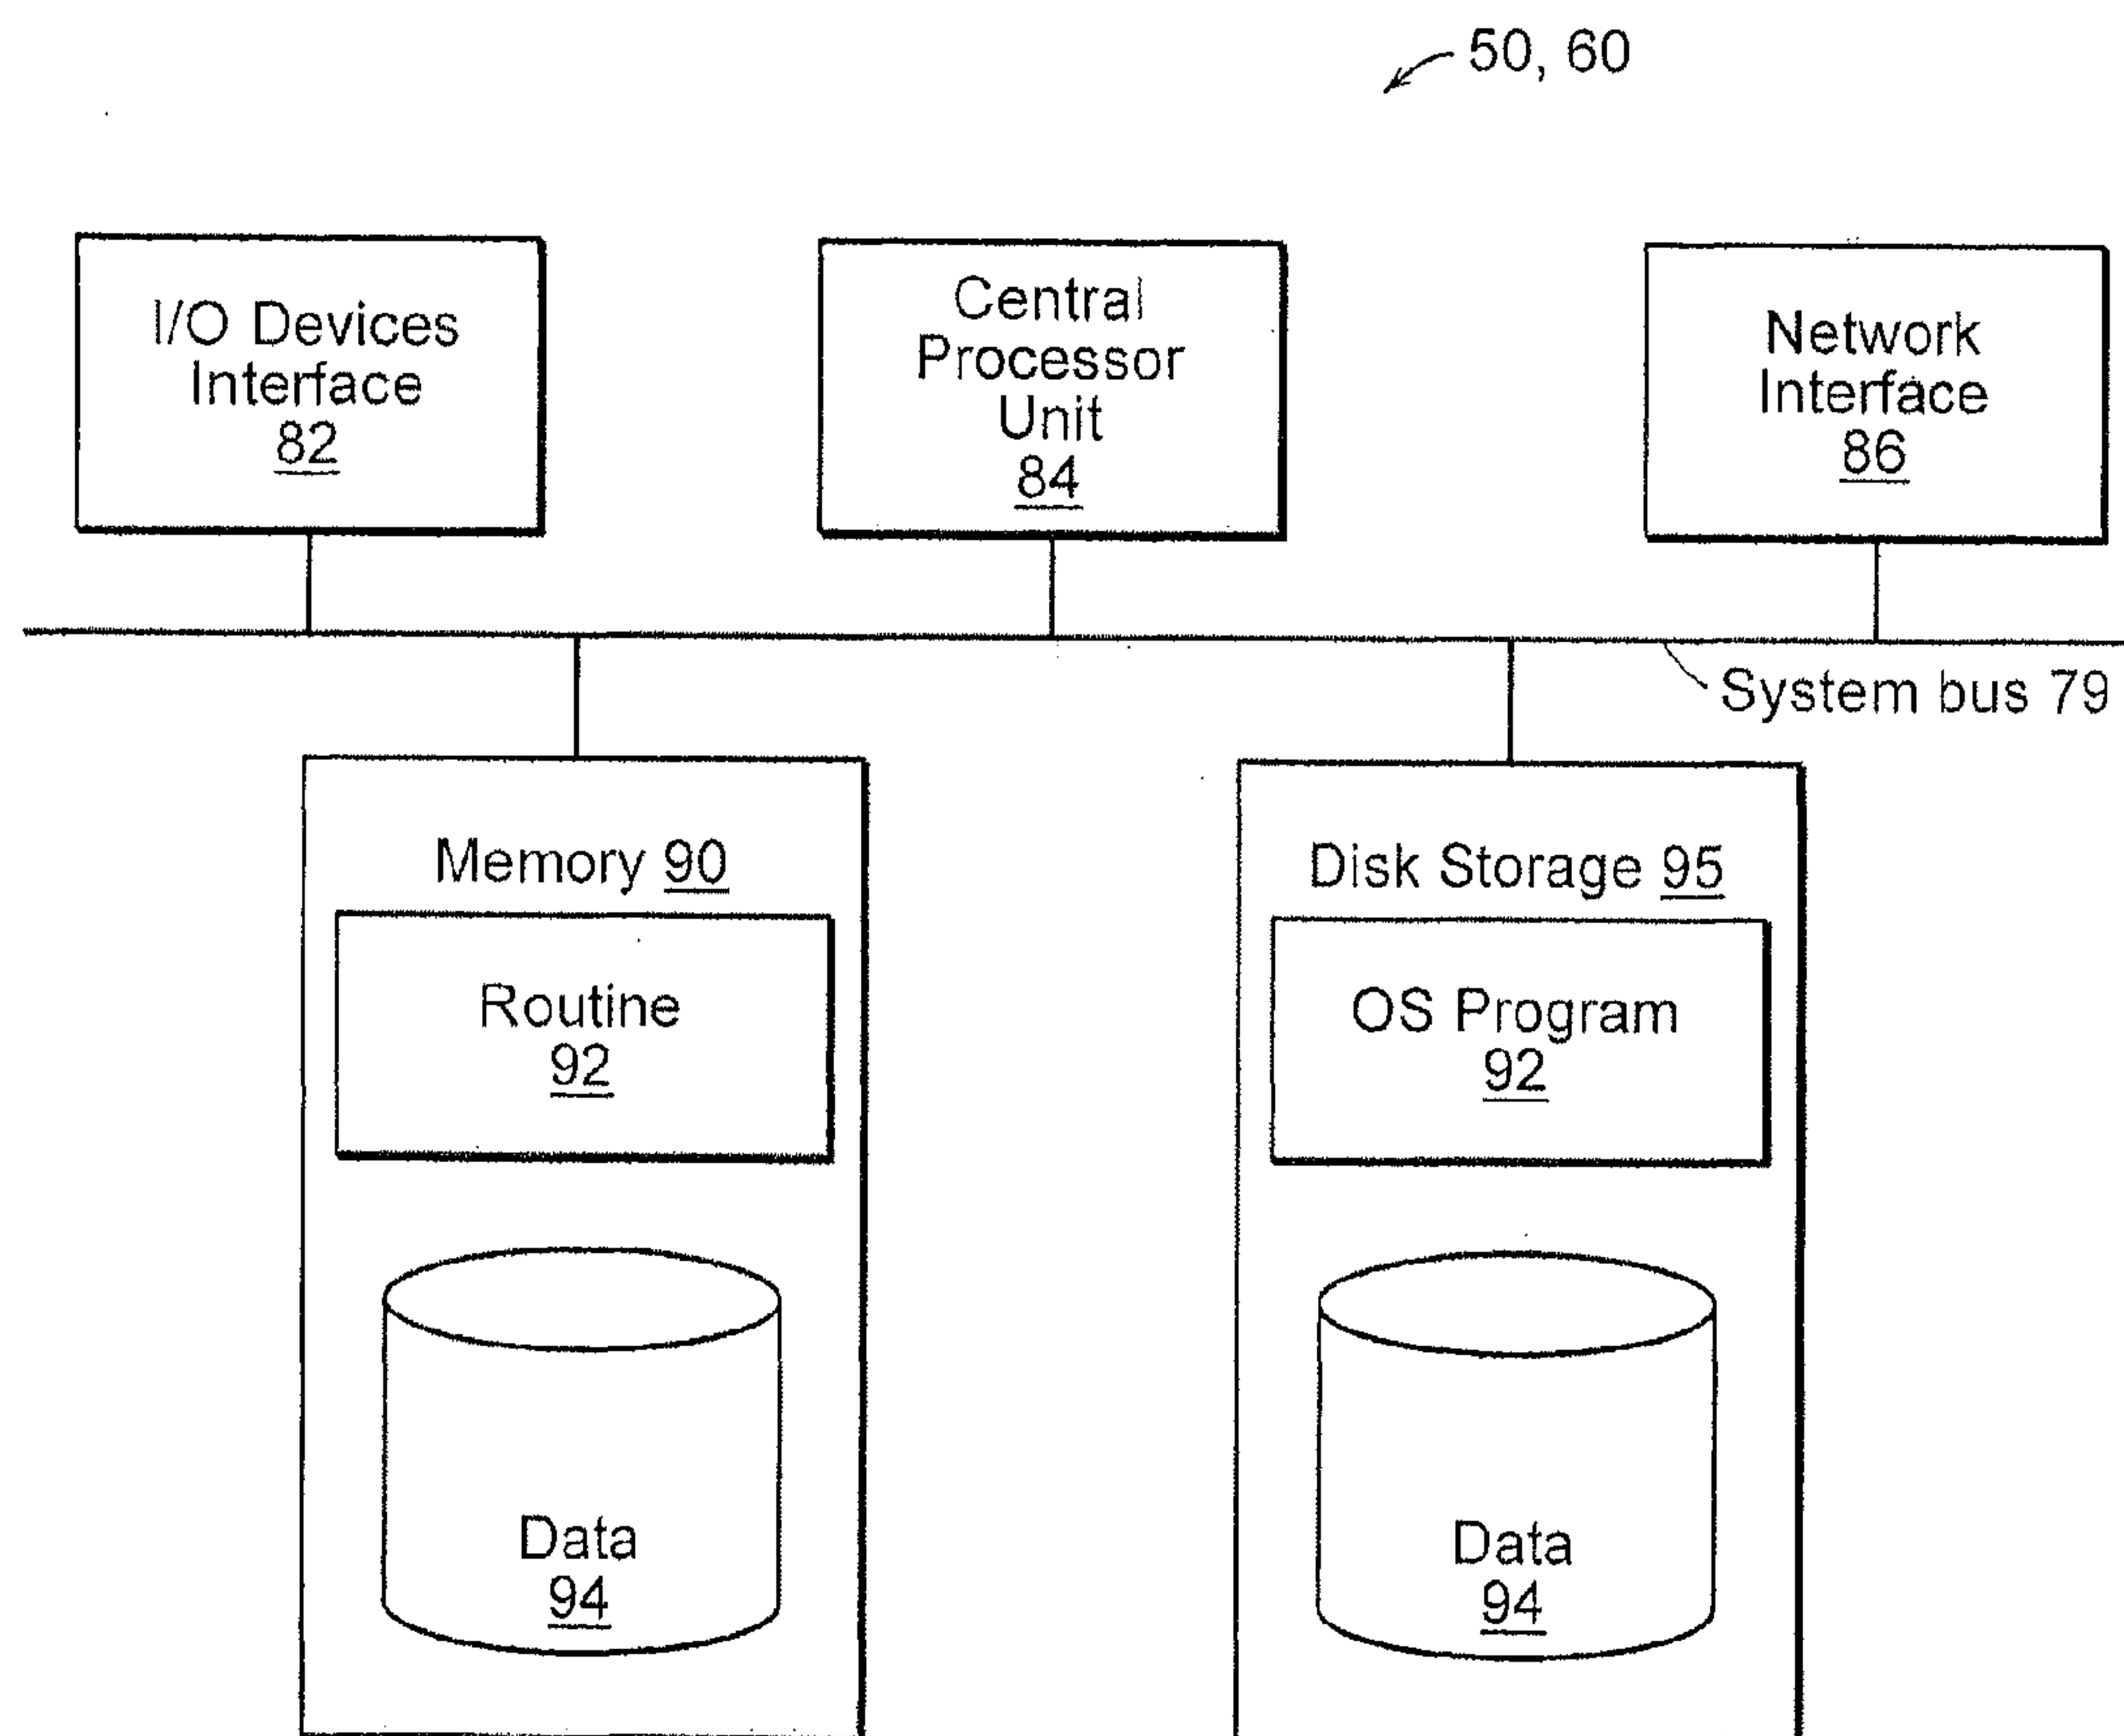 50, 60
I/O Devices
Interface
82
Central
Processor
Unit
84
Network
Interface
86
System bus 79
Memory 90
Routine
92
Data
94
Disk Storage 95
OS Program
92
Data
94